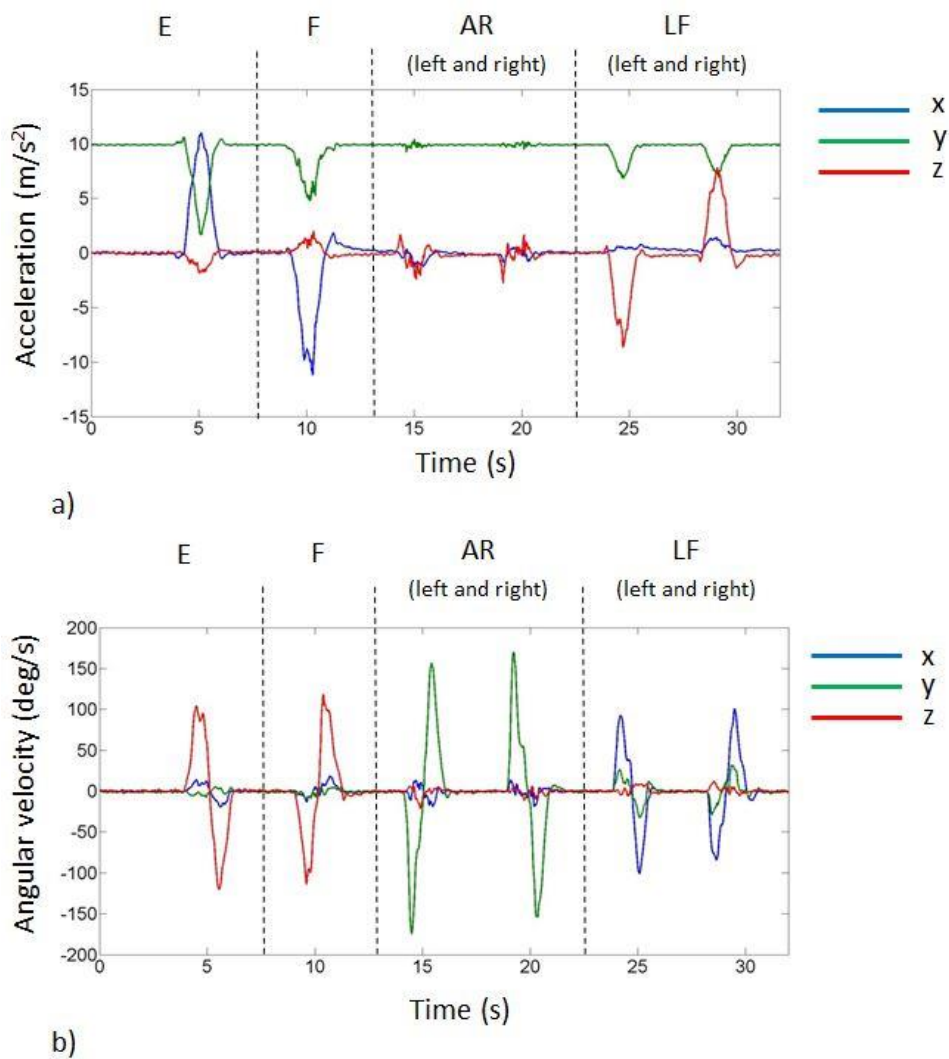 E F AR LF
(left and right) (left and right)
15
10
5
0
-5
-10
-15
0 5 10 15 20 25 30
Acceleration (m/s²)
Time (s)
x
y
z
a)
E F AR LF
(left and right) (left and right)
200
150
100
50
0
-50
-100
-150
-200
0 5 10 15 20 25 30
Angular velocity (deg/s)
Time (s)
x
y
z
b)